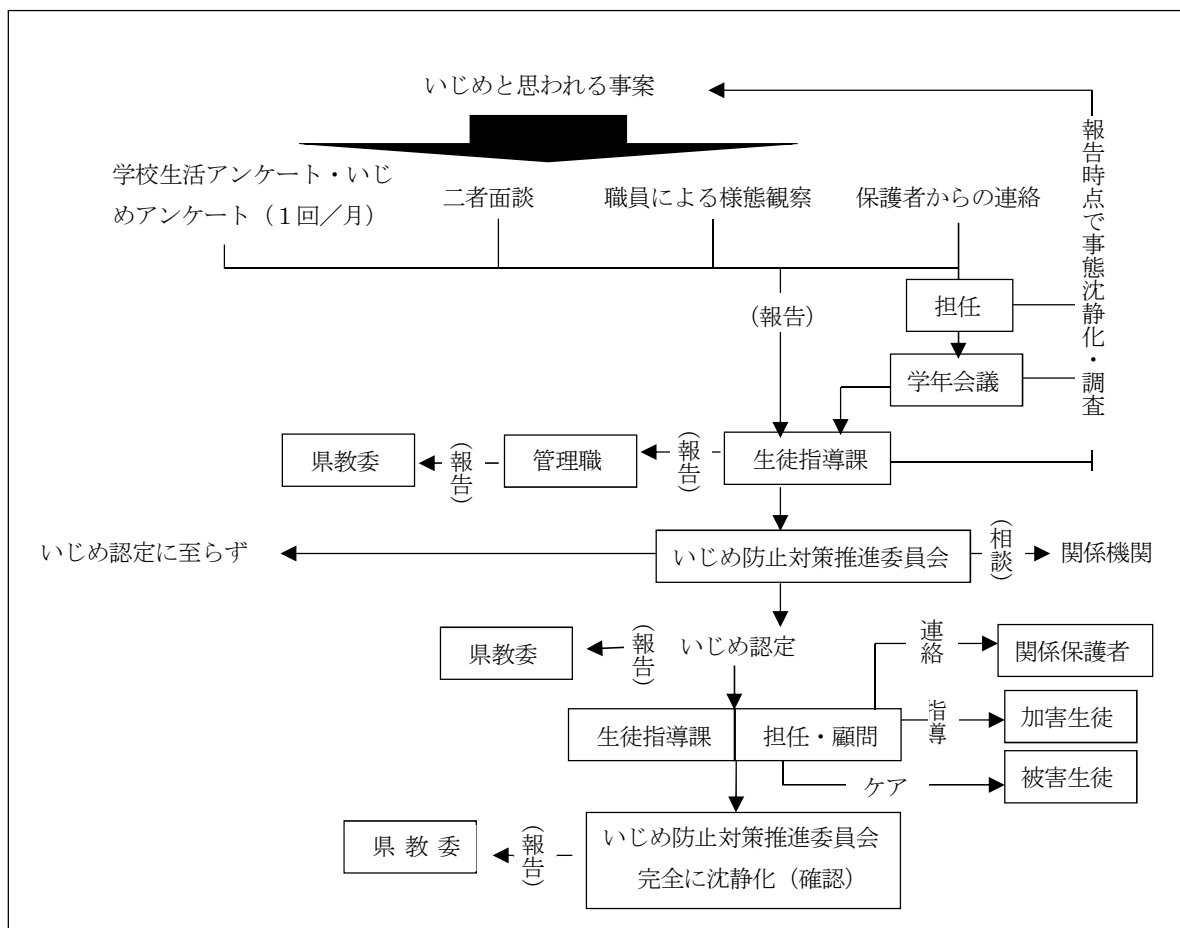 いじめと思われる事案
報告時点で事態沈静化・調査
学校生活アンケート・いじ
めアンケート（１回／月）
二者面談
職員による様態観察
保護者からの連絡
担任
（報告）
学年会議
県教委
（報告）
管理職
（報告）
生徒指導課
いじめ認定に至らず
いじめ防止対策推進委員会
（相談）
関係機関
県教委
（報告）
いじめ認定
連絡
関係保護者
生徒指導課
担任・顧問
指導
加害生徒
ケア
被害生徒
県 教 委
（報告）
いじめ防止対策推進委員会
完全に沈静化（確認）